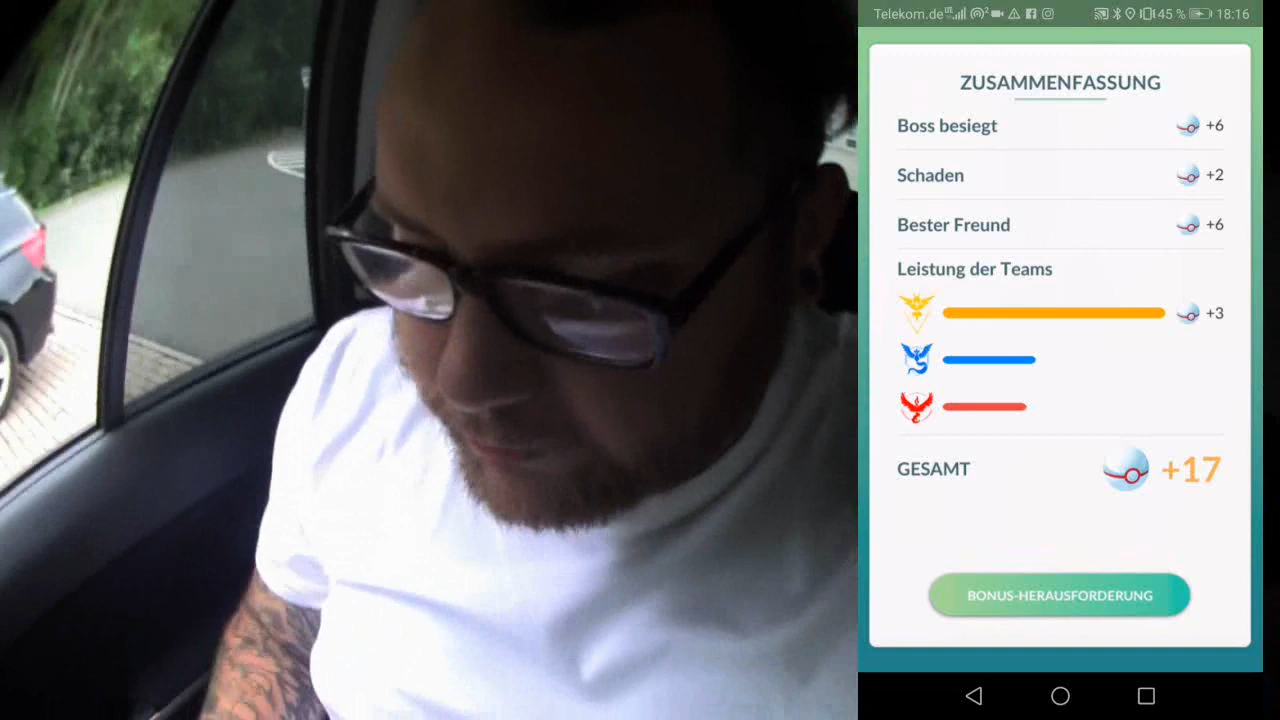 Telekom.de 45 % 18:16
ZUSAMMENFASSUNG
Boss besiegt +6
Schaden +2
Bester Freund +6
Leistung der Teams
+3
GESAMT +17
BONUS-HERAUSFORDERUNG